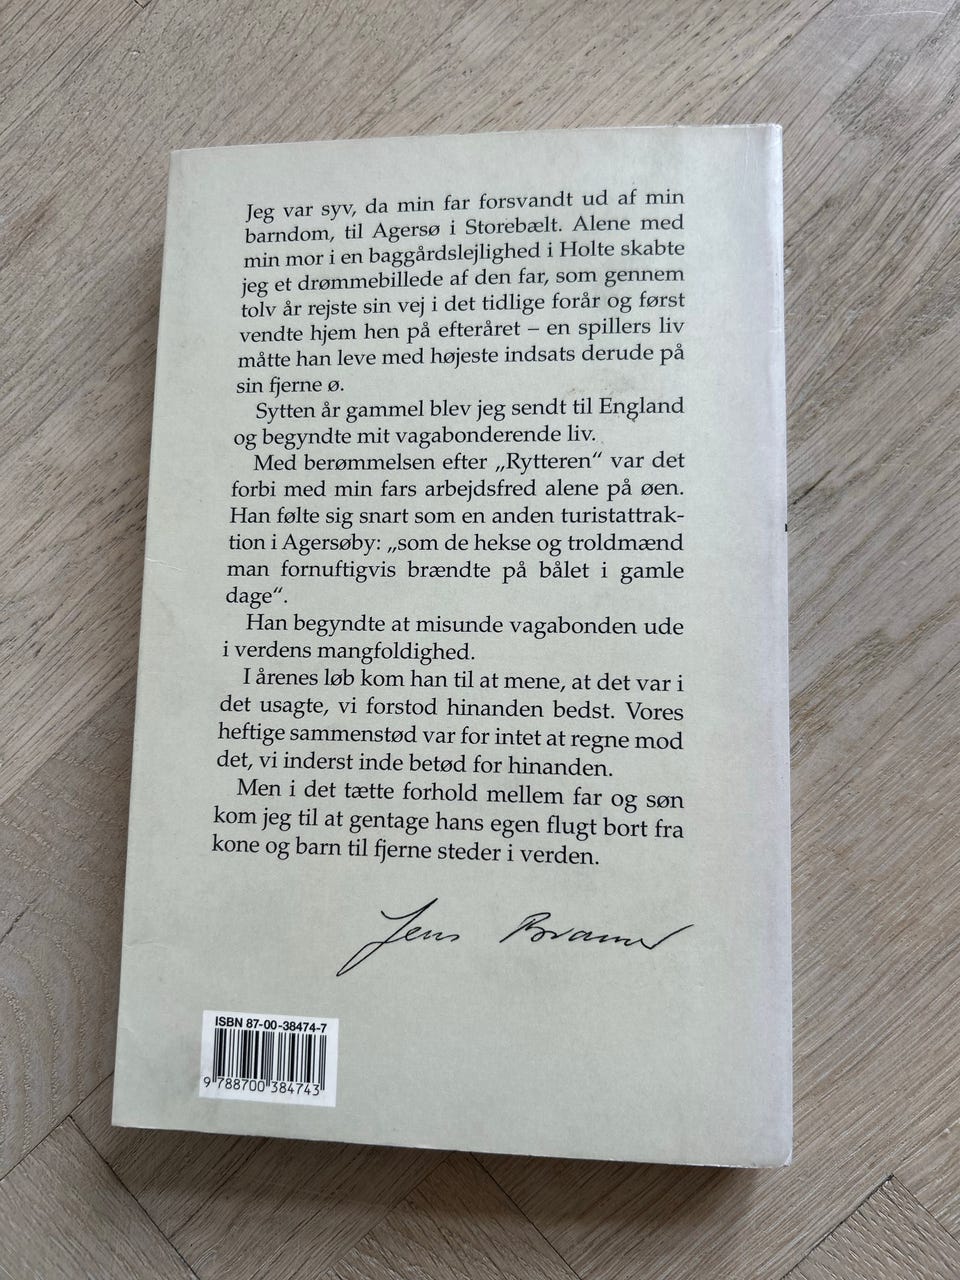 Jeg var syv, da min far forsvandt ud af min
barndom, til Agersø i Storebælt. Alene med
min mor i en baggårdslejlighed i Holte skabte
jeg et drømmebillede af den far, som gennem
tolv år rejste sin vej i det tidlige forår og først
vendte hjem hen på efteråret – en spillers liv
måtte han leve med højeste indsats derude på
sin fjerne ø.
Sytten år gammel blev jeg sendt til England
og begyndte mit vagabonderende liv.
Med berømmelsen efter „Rytteren“ var det
forbi med min fars arbejdsfred alene på øen.
Han følte sig snart som en anden turistattrak-
tion i Agersøby: „som de hekse og troldmænd
man fornuftigvis brændte på bålet i gamle
dage“.
Han begyndte at misunde vagabonden ude
i verdens mangfoldighed.
I årenes løb kom han til at mene, at det var i
det usagte, vi forstod hinanden bedst. Vores
heftige sammenstød var for intet at regne mod
det, vi inderst inde betød for hinanden.
Men i det tætte forhold mellem far og søn
kom jeg til at gentage hans egen flugt bort fra
kone og barn til fjerne steder i verden.
Jens Branner
ISBN 87-00-38474-7
9 788700 384743